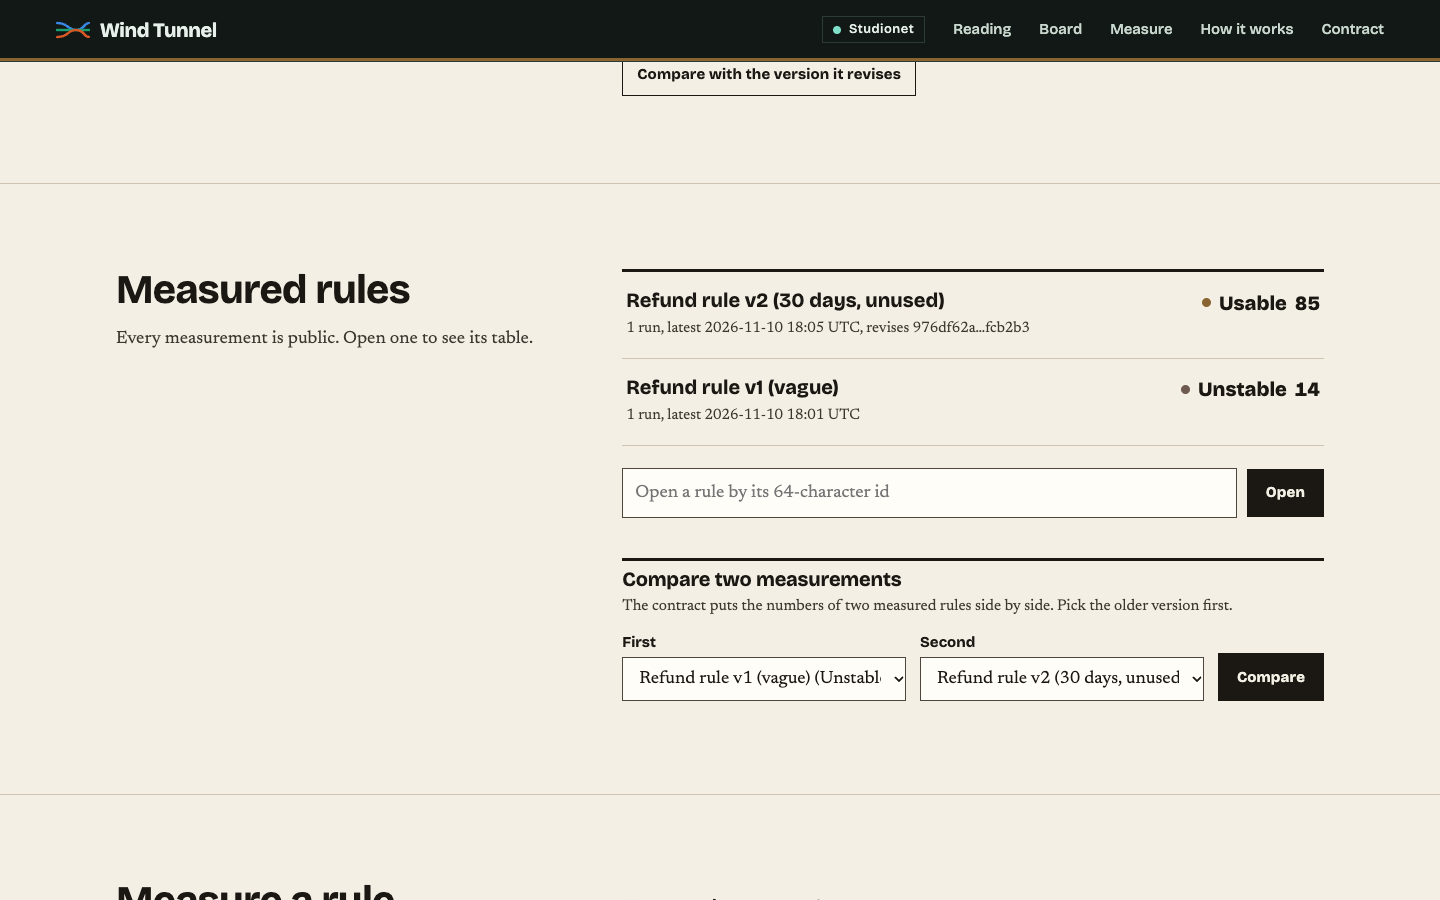 Wind Tunnel
Studionet
Reading
Board
Measure
How it works
Contract
Compare with the version it revises
Measured rules
Every measurement is public. Open one to see its table.
Refund rule v2 (30 days, unused)
Usable 85
1 run, latest 2026-11-10 18:05 UTC, revises 976df62a…fcb2b3
Refund rule v1 (vague)
Unstable 14
1 run, latest 2026-11-10 18:01 UTC
Open a rule by its 64-character id
Open
Compare two measurements
The contract puts the numbers of two measured rules side by side. Pick the older version first.
First
Second
Refund rule v1 (vague) (Unstabl
Refund rule v2 (30 days, unused
Compare
Measure a rule